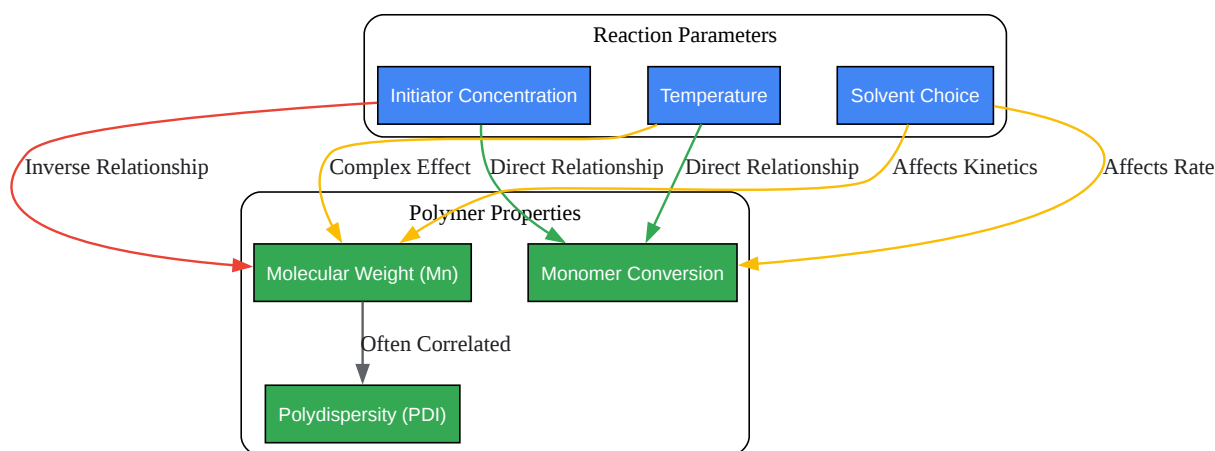 Reaction Parameters
Initiator Concentration
Temperature
Solvent Choice
Inverse Relationship
Complex Effect
Direct Relationship
Direct Relationship
Affects Kinetics
Affects Rate
Polymer Properties
Molecular Weight (Mn)
Monomer Conversion
Often Correlated
Polydispersity (PDI)